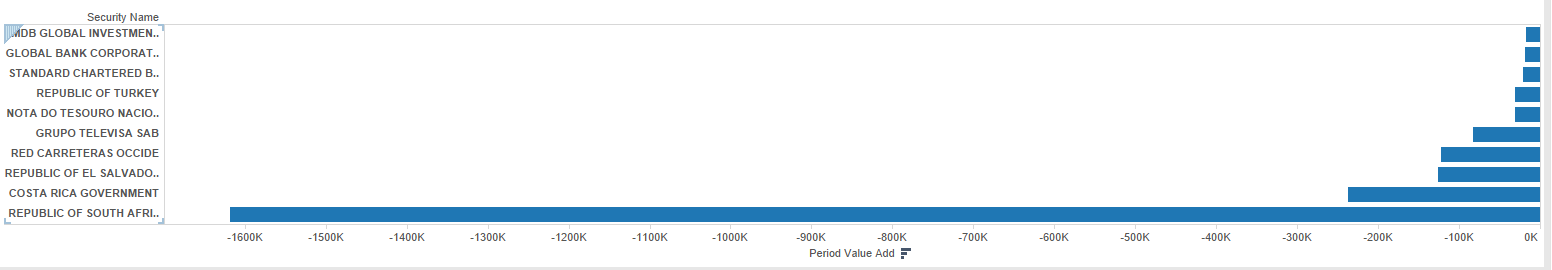 Security Name
MDB GLOBAL INVESTMEN..
GLOBAL BANK CORPORAT..
STANDARD CHARTERED B..
REPUBLIC OF TURKEY
NOTA DO TESOURO NACIO..
GRUPO TELEVISA SAB
RED CARRETERAS OCCIDE
REPUBLIC OF EL SALVADO..
COSTA RICA GOVERNMENT
REPUBLIC OF SOUTH AFRI..
-1600K -1500K -1400K -1300K -1200K -1100K -1000K -900K -800K -700K -600K -500K -400K -300K -200K -100K 0K
Period Value Add